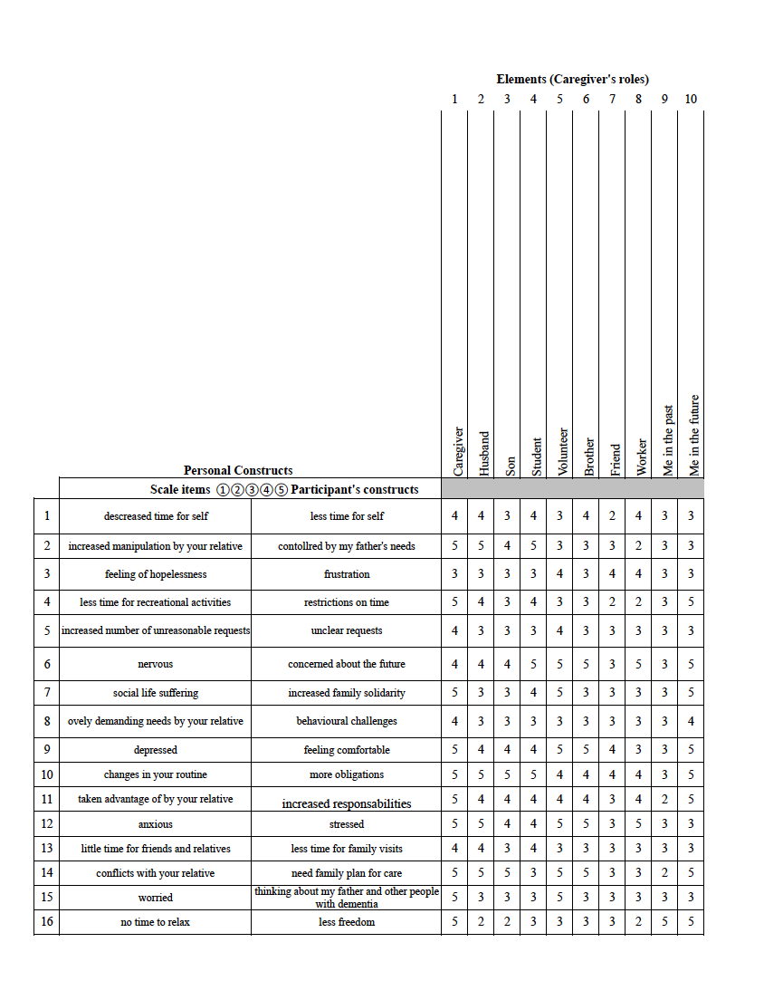 Elements (Caregiver's roles)
1 2 3 4 5 6 7 8 9 10
Caregiver
Husband
Son
Student
Volunteer
Brother
Friend
Worker
Me in the past
Me in the future
Personal Constructs
Scale items ①②③④⑤ Participant's constructs
1 descreased time for self less time for self 4 4 3 4 3 4 2 4 3 3
2 increased manipulation by your relative contollred by my father's needs 5 5 4 5 3 3 3 2 3 3
3 feeling of hopelessness frustration 3 3 3 3 4 3 4 4 3 3
4 less time for recreational activities restrictions on time 5 4 3 4 3 3 2 2 3 5
5 increased number of unreasonable requests unclear requests 4 3 3 3 4 3 3 3 3 3
6 nervous concerned about the future 4 4 4 5 5 5 3 5 3 5
7 social life suffering increased family solidarity 5 3 3 4 5 3 3 3 3 5
8 ovely demanding needs by your relative behavioural challenges 4 3 3 3 3 3 3 3 3 4
9 depressed feeling comfortable 5 4 4 4 5 5 4 3 3 5
10 changes in your routine more obligations 5 5 5 5 4 4 4 4 3 5
11 taken advantage of by your relative increased responsabilities 5 4 4 4 4 4 3 4 2 5
12 anxious stressed 5 5 4 4 5 5 3 5 3 3
13 little time for friends and relatives less time for family visits 4 4 3 4 3 3 3 3 3 3
14 conflicts with your relative need family plan for care 5 5 5 3 5 5 3 3 2 5
15 worried thinking about my father and other people
with dementia 5 3 3 3 5 3 3 3 3 3
16 no time to relax less freedom 5 2 2 3 3 3 3 2 5 5